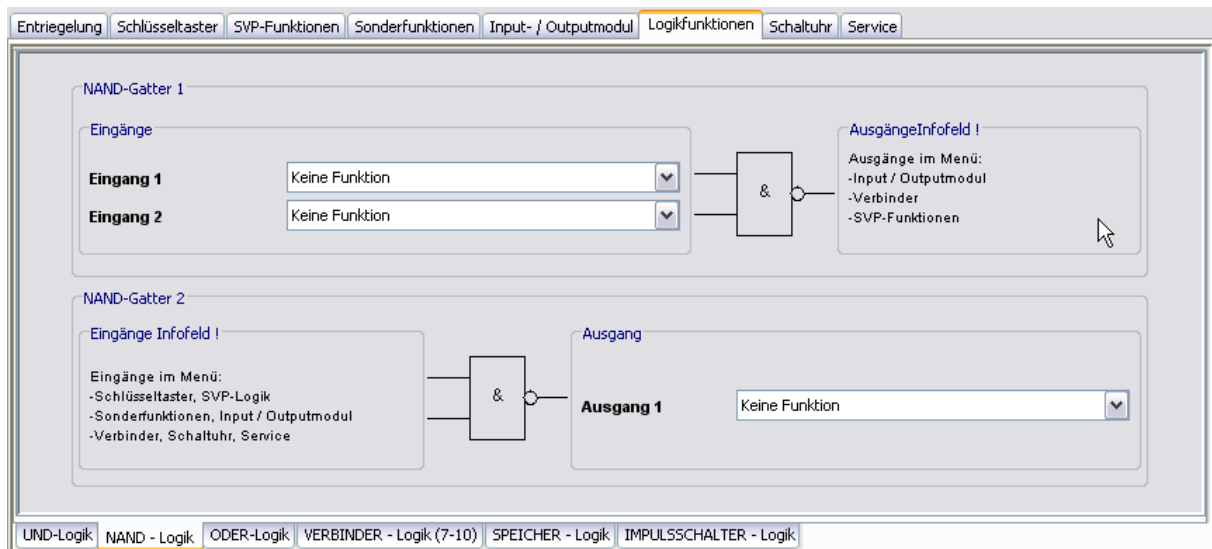 Entriegelung Schlüsseltaster SVP-Funktionen Sonderfunktionen Input- / Outputmodul Logikfunktionen Schaltuhr Service
NAND-Gatter 1
Eingänge
Eingang 1 Keine Funktion
Eingang 2 Keine Funktion
&
AusgängeInfofeld !
Ausgänge im Menü:
-Input / Outputmodul
-Verbinder
-SVP-Funktionen
NAND-Gatter 2
Eingänge Infofeld !
Eingänge im Menü:
-Schlüsseltaster, SVP-Logik
-Sonderfunktionen, Input / Outputmodul
-Verbinder, Schaltuhr, Service
&
Ausgang
Ausgang 1 Keine Funktion
UND-Logik NAND - Logik ODER-Logik VERBINDER - Logik (7-10) SPEICHER - Logik IMPULSSCHALTER - Logik